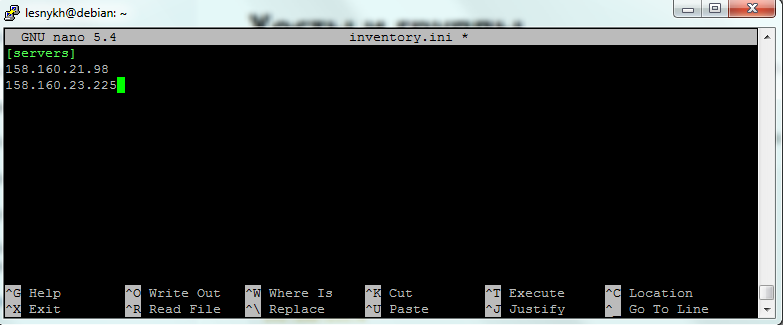 lesnykh@debian: ~
GNU nano 5.4 inventory.ini *
[servers]
158.160.21.98
158.160.23.225
^G Help ^O Write Out ^W Where Is ^K Cut ^T Execute ^C Location
^X Exit ^R Read File ^\ Replace ^U Paste ^J Justify ^_ Go To Line